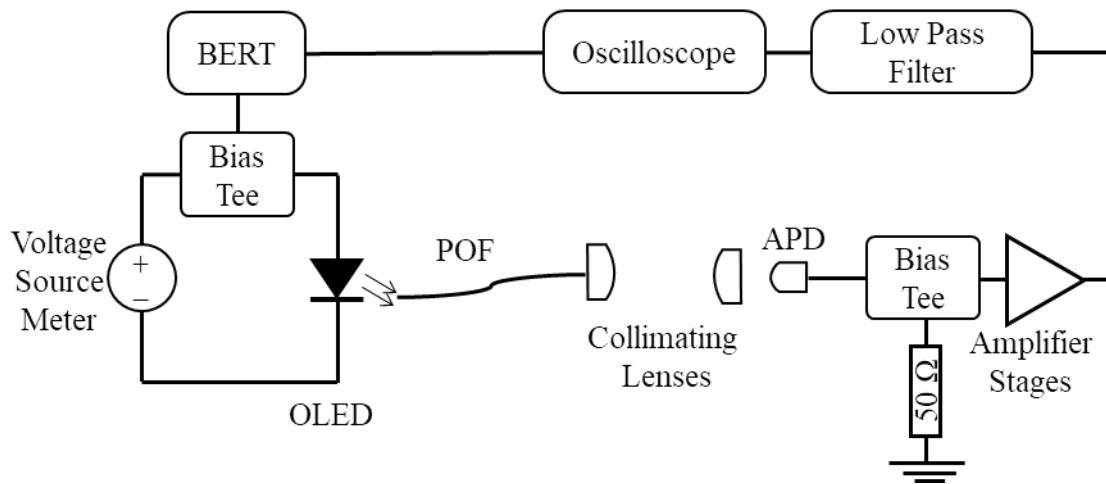 BERT
Oscilloscope
Low Pass
Filter
Bias
Tee
Voltage
Source
Meter
+
−
POF
APD
Bias
Tee
Collimating
Lenses
Amplifier
Stages
OLED
50 Ω